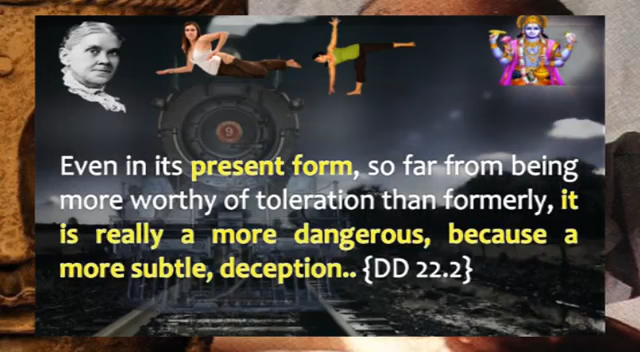 9
Even in its present form, so far from being
more worthy of toleration than formerly, it
is really a more dangerous, because a
more subtle, deception.. {DD 22.2}